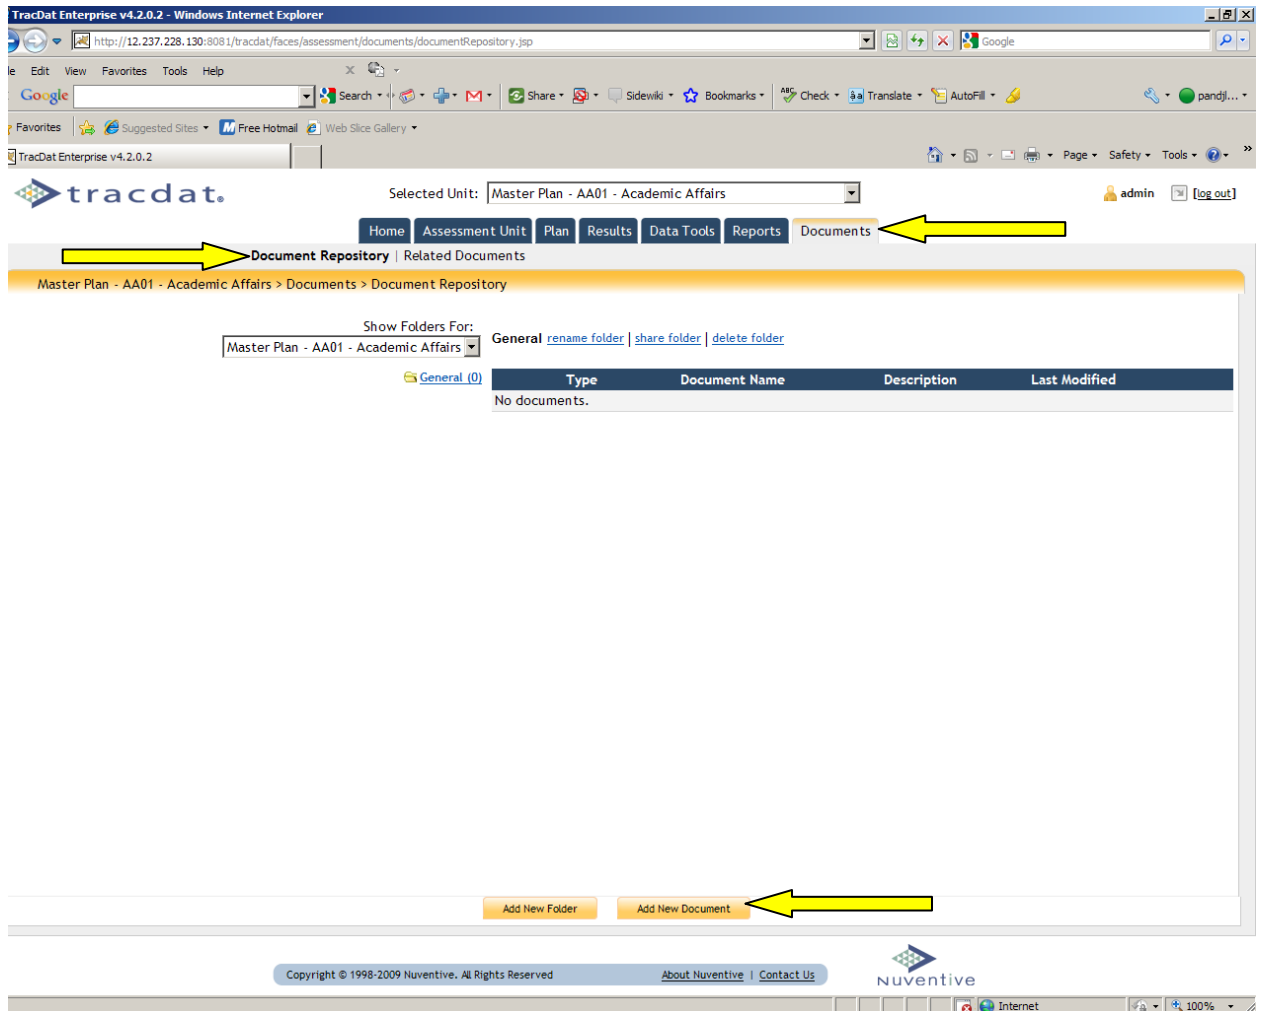 TracDat Enterprise v4.2.0.2 - Windows Internet Explorer
http://12.237.228.130:8081/tracdat/faces/assessment/documents/documentRepository.jsp
Google
Edit View Favorites Tools Help
Google Search Share Sidewiki Bookmarks Check Translate AutoFill pandjl...
Favorites Suggested Sites Free Hotmail Web Slice Gallery
TracDat Enterprise v4.2.0.2 Page Safety Tools
tracdat. Selected Unit: Master Plan - AA01 - Academic Affairs admin [log out]
Home Assessment Unit Plan Results Data Tools Reports Documents
Document Repository | Related Documents
Master Plan - AA01 - Academic Affairs > Documents > Document Repository
Show Folders For:
Master Plan - AA01 - Academic Affairs
General rename folder | share folder | delete folder
General (0)
Type Document Name Description Last Modified
No documents.
Add New Folder Add New Document
Copyright © 1998-2009 Nuventive. All Rights Reserved About Nuventive | Contact Us
Nuventive
Internet 100%